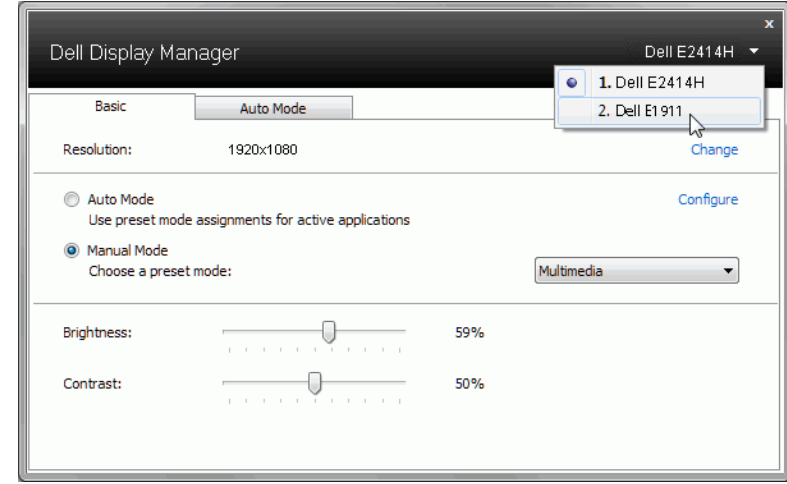 x
Dell Display Manager
Dell E2414H
1. Dell E2414H
2. Dell E1911
Basic
Auto Mode
Resolution:
1920x1080
Change
Auto Mode
Configure
Use preset mode assignments for active applications
Manual Mode
Choose a preset mode:
Multimedia
Brightness:
59%
Contrast:
50%